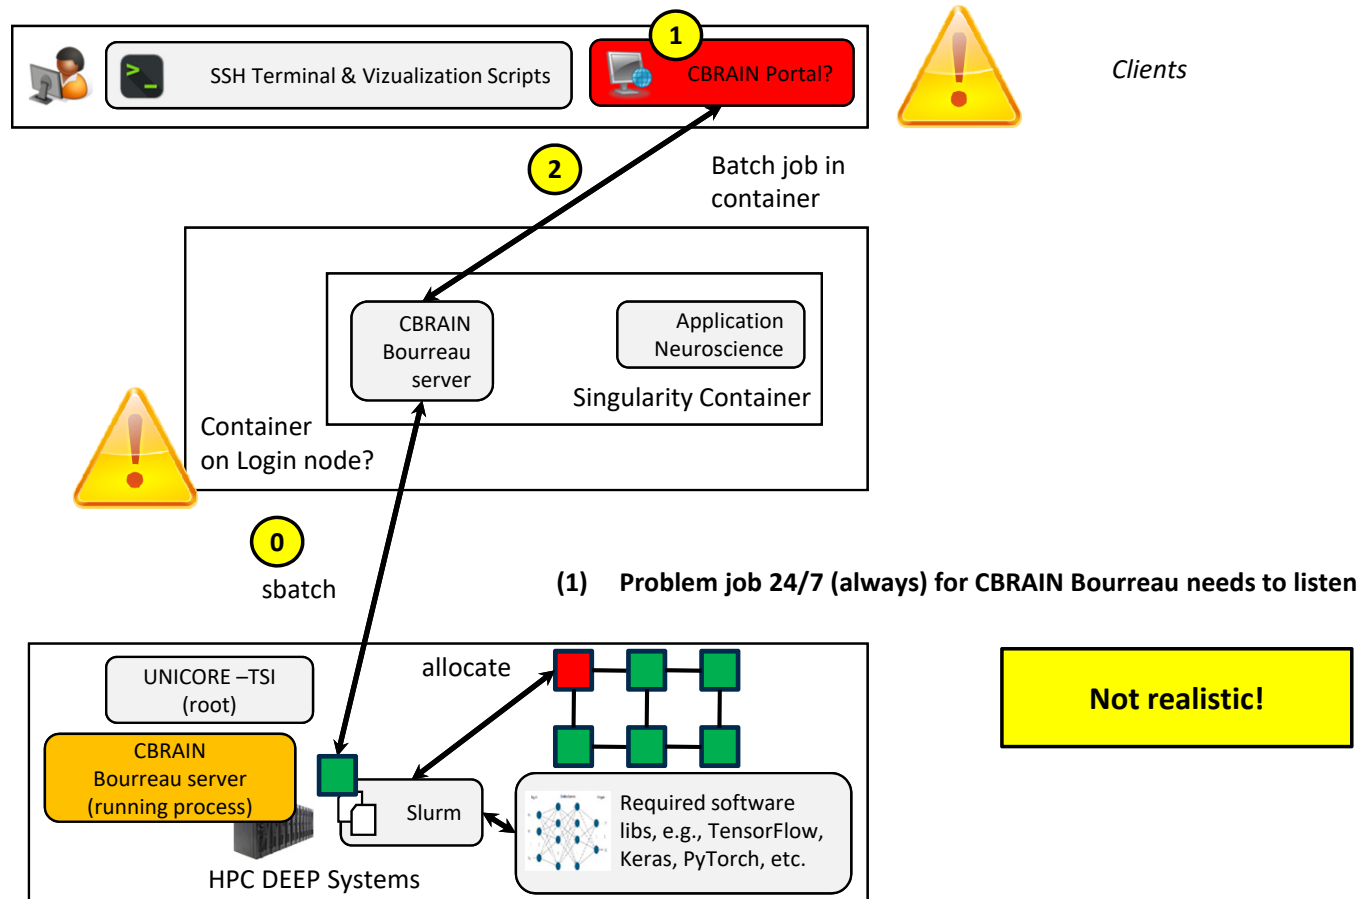 1
SSH Terminal & Vizualization Scripts
CBRAIN Portal?
Clients
2
Batch job in
container
CBRAIN
Bourreau
server
Application
Neuroscience
Singularity Container
Container
on Login node?
0
sbatch
(1) Problem job 24/7 (always) for CBRAIN Bourreau needs to listen
UNICORE –TSI
(root)
allocate
Not realistic!
CBRAIN
Bourreau server
(running process)
Slurm
Required software
libs, e.g., TensorFlow,
Keras, PyTorch, etc.
HPC DEEP Systems